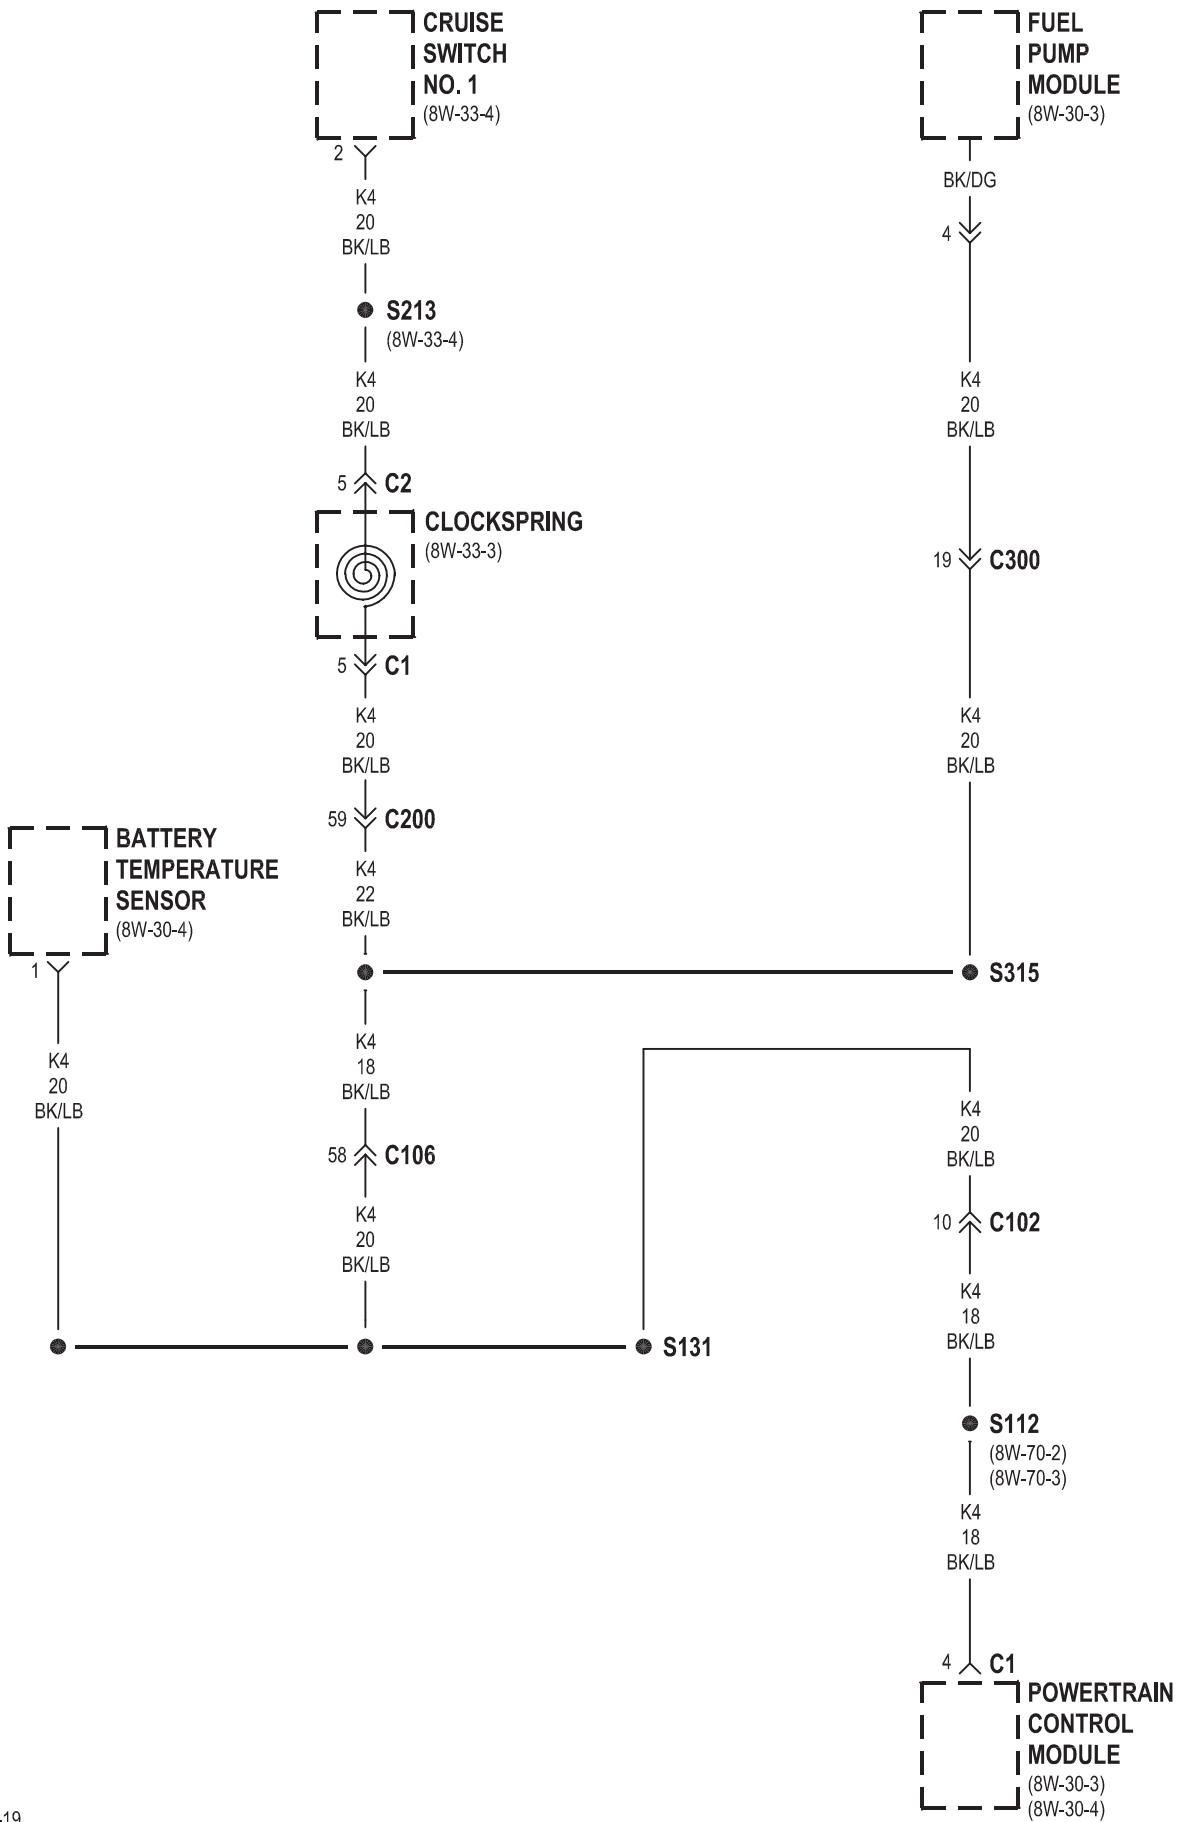 CRUISE
SWITCH
NO. 1
(8W-33-4)
2
K4
20
BK/LB
S213
(8W-33-4)
K4
20
BK/LB
5
C2
CLOCKSPRING
(8W-33-3)
5
C1
K4
20
BK/LB
59
C200
K4
22
BK/LB
FUEL
PUMP
MODULE
(8W-30-3)
BK/DG
4
K4
20
BK/LB
19
C300
K4
20
BK/LB
S315
BATTERY
TEMPERATURE
SENSOR
(8W-30-4)
1
K4
20
BK/LB
K4
18
BK/LB
58
C106
K4
20
BK/LB
S131
K4
20
BK/LB
10
C102
K4
18
BK/LB
S112
(8W-70-2)
(8W-70-3)
K4
18
BK/LB
4
C1
POWERTRAIN
CONTROL
MODULE
(8W-30-3)
(8W-30-4)
-19